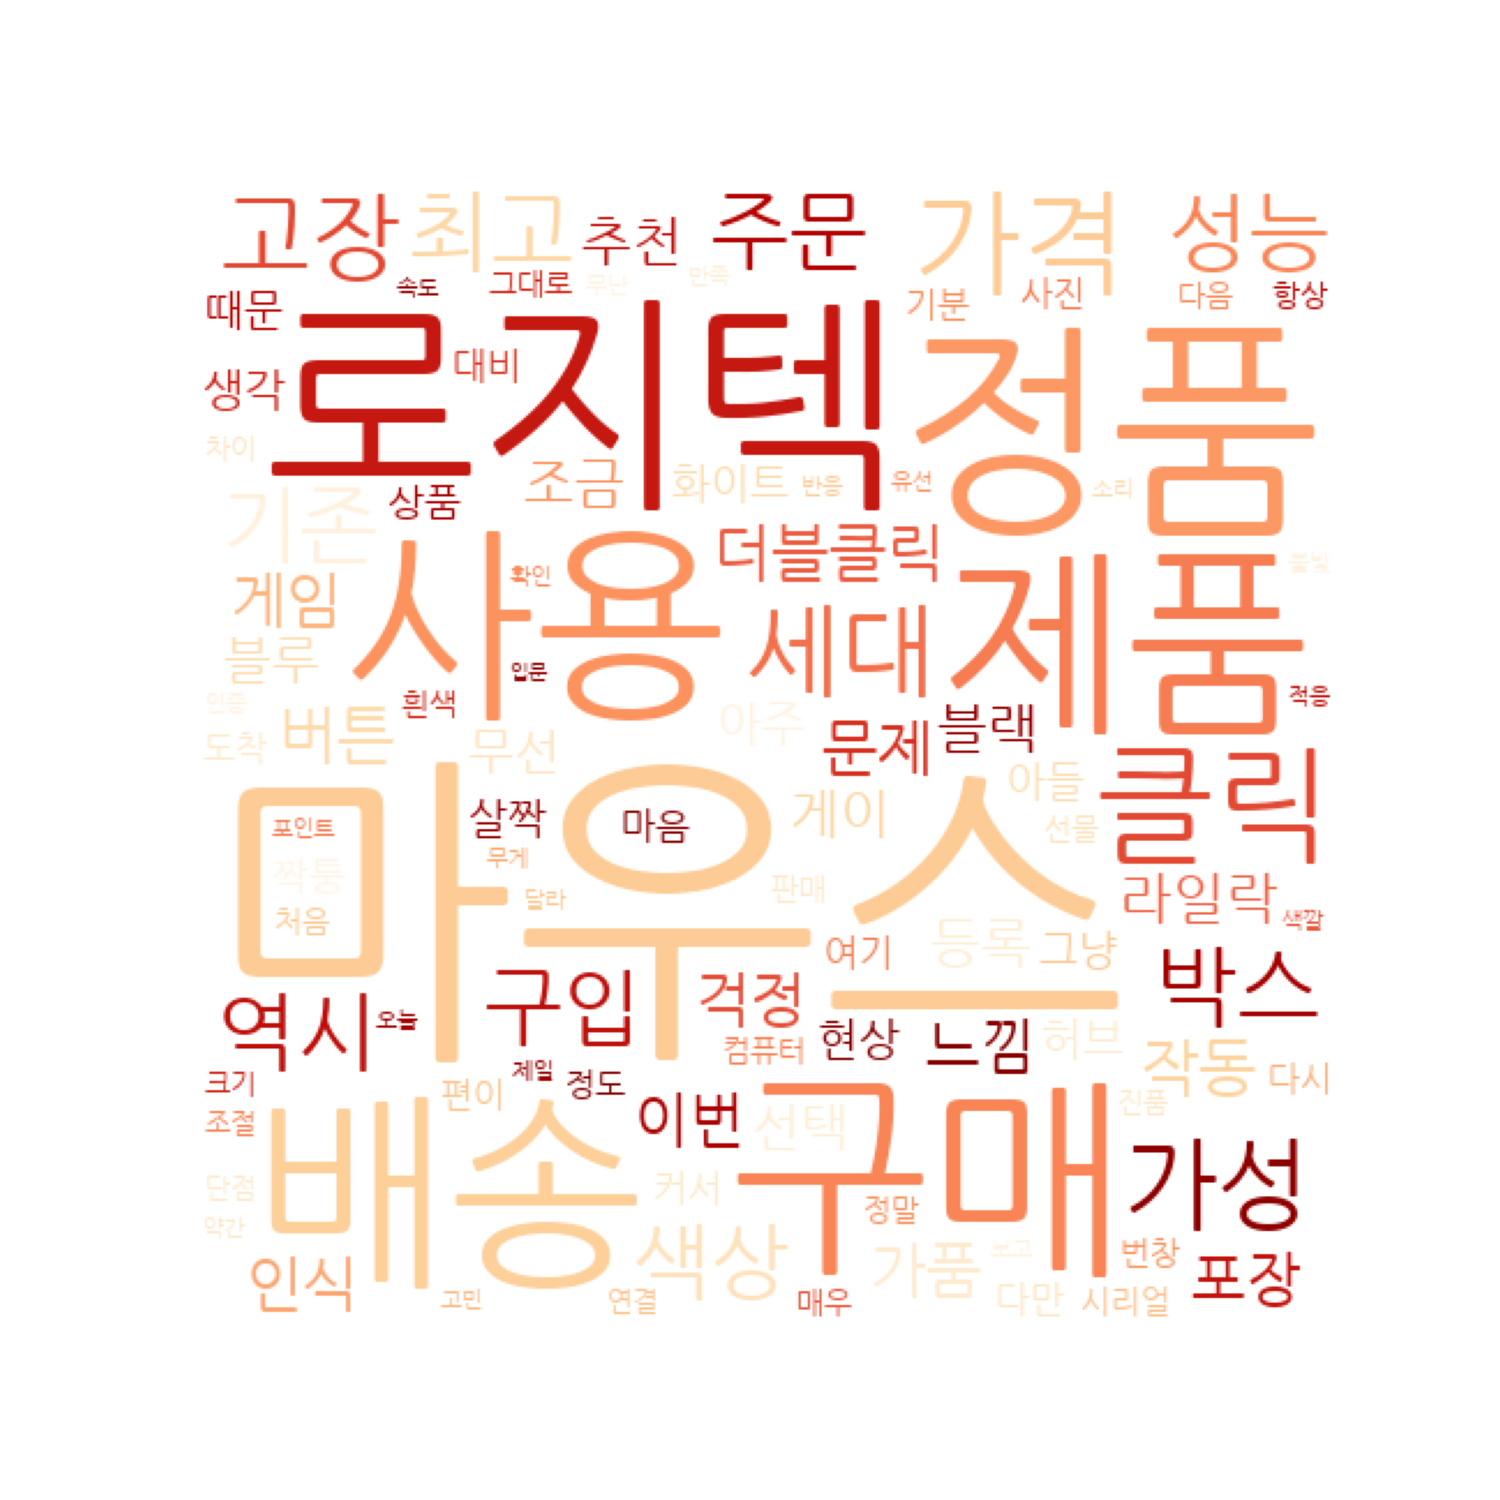 고장
최고
추천
주문
가격
성능
속도
그대로
무난
만족
기분
사진
다음
항상
때문
로지텍
정품
대비
생각
차이
조금
화이트
반응
유선
소리
상품
기존
더블클릭
제품
불빛
사용
확인
게임
세대
블루
입문
흰색
적응
인증
버튼
아주
블랙
도착
무선
문제
클릭
마우스
아들
살짝
마음
게이
선물
포인트
무게
짝퉁
처음
달라
판매
라일락
색깔
등록
그냥
여기
박스
역시
오늘
구입
걱정
현상
느낌
허브
컴퓨터
작동
다시
크기
제일
정도
편이
조절
배송
이번
선택
구매
진품
가성
단점
커서
정말
약간
색상
가품
보고
번창
인식
포장
고민
연결
매우
다만
시리얼